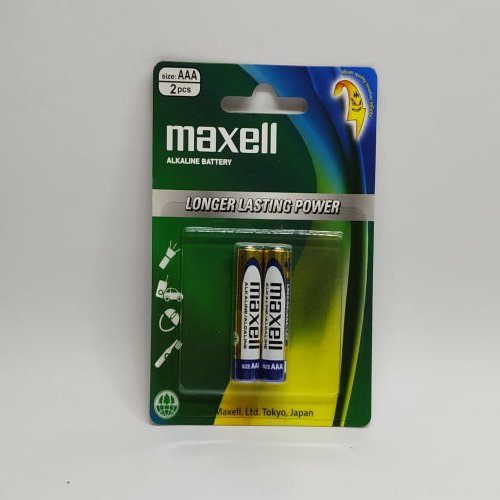 size: AAA
2 pcs
maxell
ALKALINE BATTERY
LONGER LASTING POWER
maxell
ALKALINE/ALCALINE
SIZE AAA
maxell
SIZE AAA
Maxell, Ltd. Tokyo, Japan